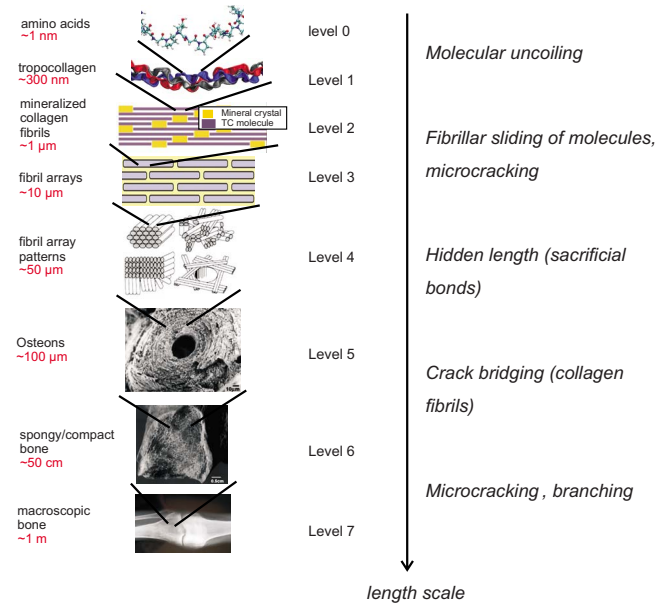 amino acids
~1 nm
level 0
Molecular uncoiling
tropocollagen
~300 nm
Level 1
mineralized
collagen
fibrils
~1 µm
Mineral crystal
TC molecule
Level 2
Fibrillar sliding of molecules,
microcracking
fibril arrays
~10 µm
Level 3
fibril array
patterns
~50 µm
Level 4
Hidden length (sacrificial
bonds)
Osteons
~100 µm
10µm
Level 5
Crack bridging (collagen
fibrils)
spongy/compact
bone
~50 cm
0.5cm
Level 6
Microcracking , branching
macroscopic
bone
~1 m
Level 7
length scale